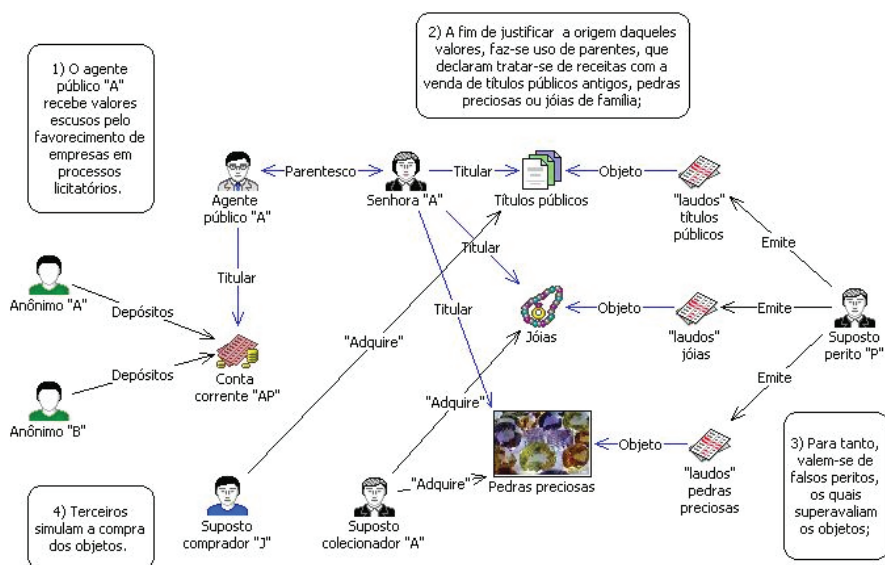 1) O agente
público "A"
recebe valores
escusos pelo
favorecimento de
empresas em
processos
licitatórios.
2) A fim de justificar a origem daqueles
valores, faz-se uso de parentes, que
declaram tratar-se de receitas com a
venda de títulos públicos antigos, pedras
preciosas ou jóias de família;
Parentesco
Titular
Objeto
Agente
público "A"
Senhora "A"
Títulos públicos
"laudos"
títulos
públicos
Emite
Titular
Titular
Anônimo "A"
Depósitos
Titular
"Adquire"
Jóias
Objeto
"laudos"
jóias
Emite
Suposto
perito "P"
Depósitos
Conta
corrente "AP"
Emite
Anônimo "B"
"Adquire"
Objeto
"Adquire"
Pedras preciosas
"laudos"
pedras
preciosas
3) Para tanto,
valem-se de
falsos peritos,
os quais
superavaliam
os objetos;
4) Terceiros
simulam a compra
dos objetos.
Suposto
comprador "J"
Suposto
colecionador "A"